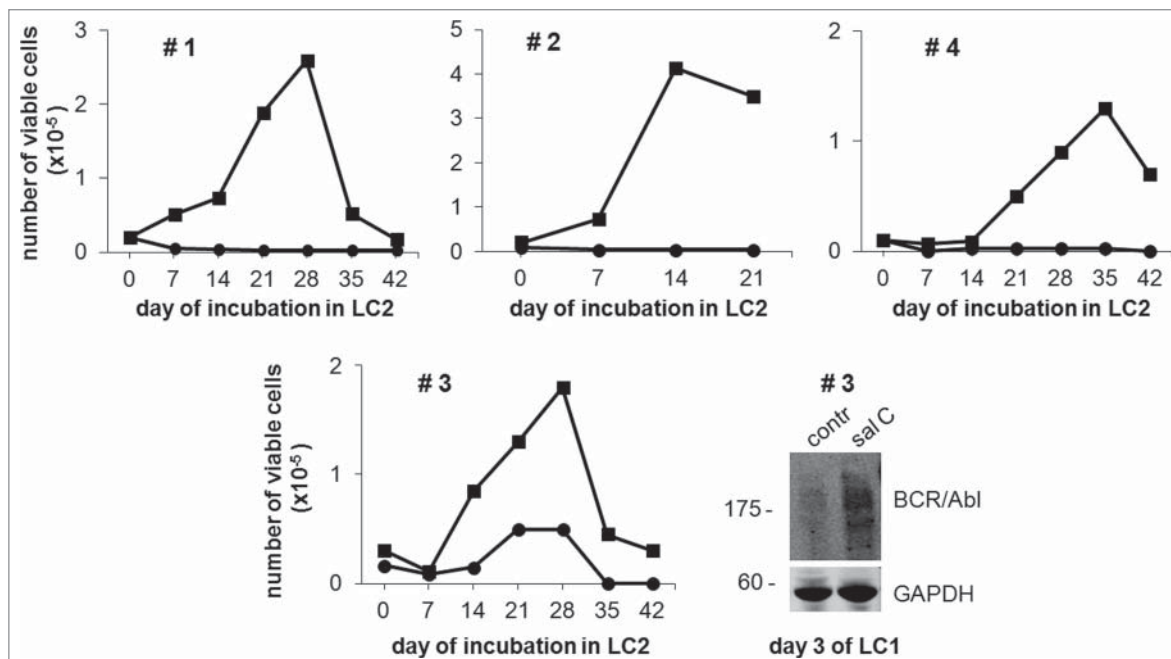 # 1
number of viable cells
(x10⁻⁵)
3
2
1
0
0 7 14 21 28 35 42
day of incubation in LC2
# 2
5
4
3
2
1
0
0 7 14 21
day of incubation in LC2
# 4
2
1
0
0 7 14 21 28 35 42
day of incubation in LC2
# 3
number of viable cells
(x10⁻⁵)
2
1
0
0 7 14 21 28 35 42
day of incubation in LC2
# 3
contr sal C
175 - BCR/Abl
60 - GAPDH
day 3 of LC1